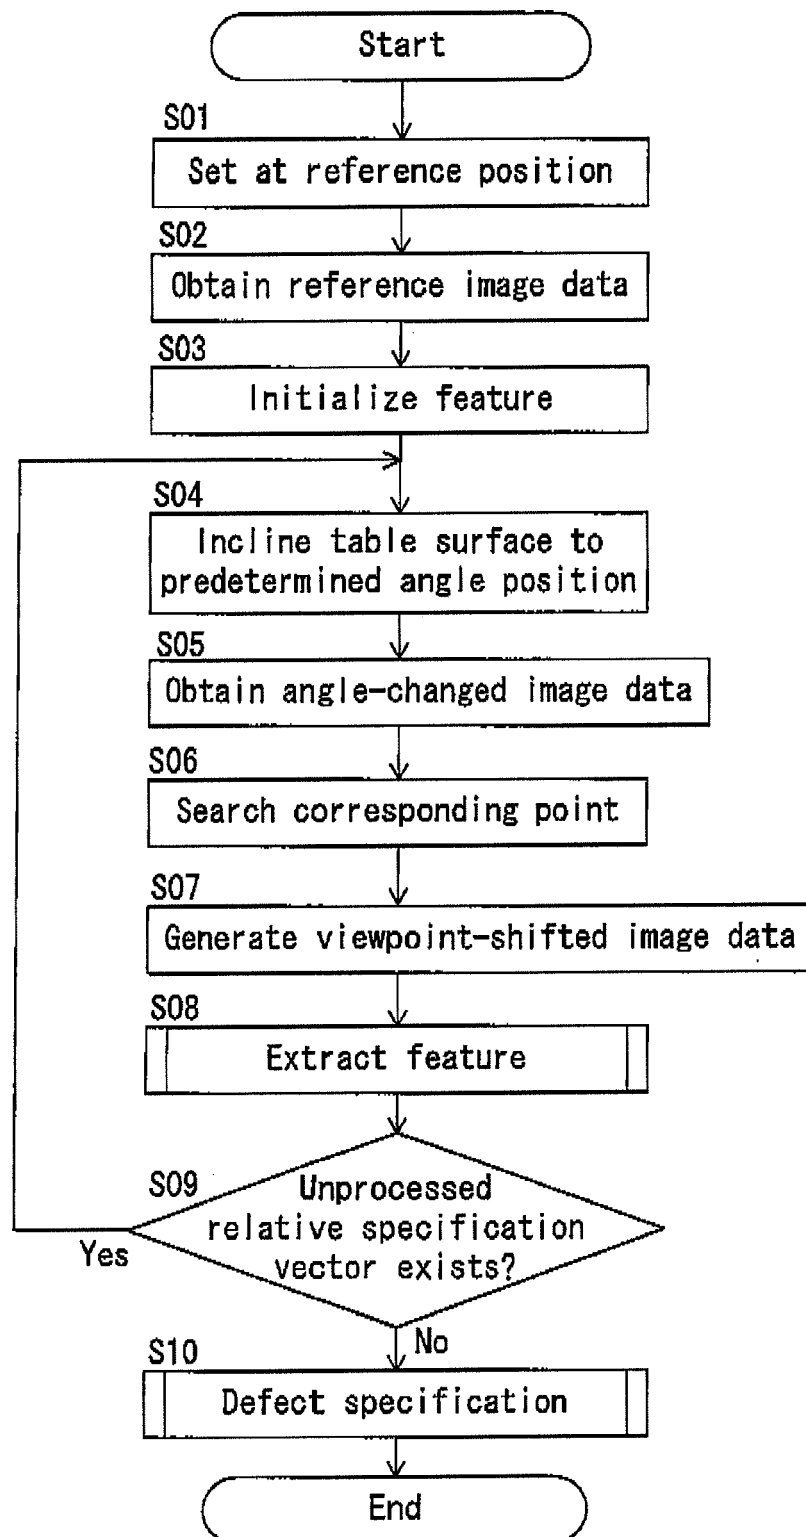 Start
S01
Set at reference position
S02
Obtain reference image data
S03
Initialize feature
S04
Incline table surface to
predetermined angle position
S05
Obtain angle-changed image data
S06
Search corresponding point
S07
Generate viewpoint-shifted image data
S08
Extract feature
S09
Unprocessed
relative specification
vector exists?
Yes
No
S10
Defect specification
End